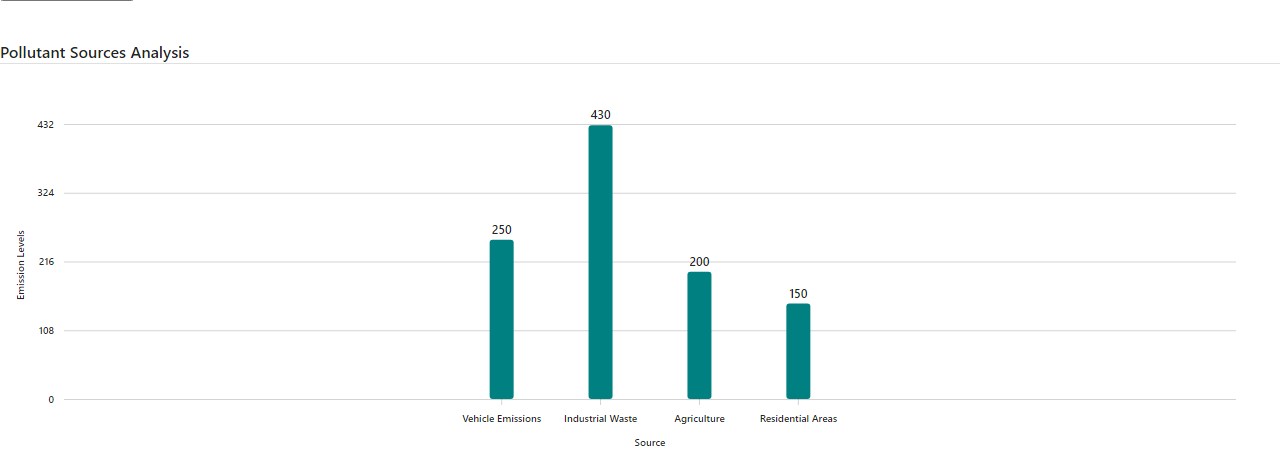 Pollutant Sources Analysis
430
432
324
250
Emission Levels
216
200
150
108
0
Vehicle Emissions Industrial Waste Agriculture Residential Areas
Source